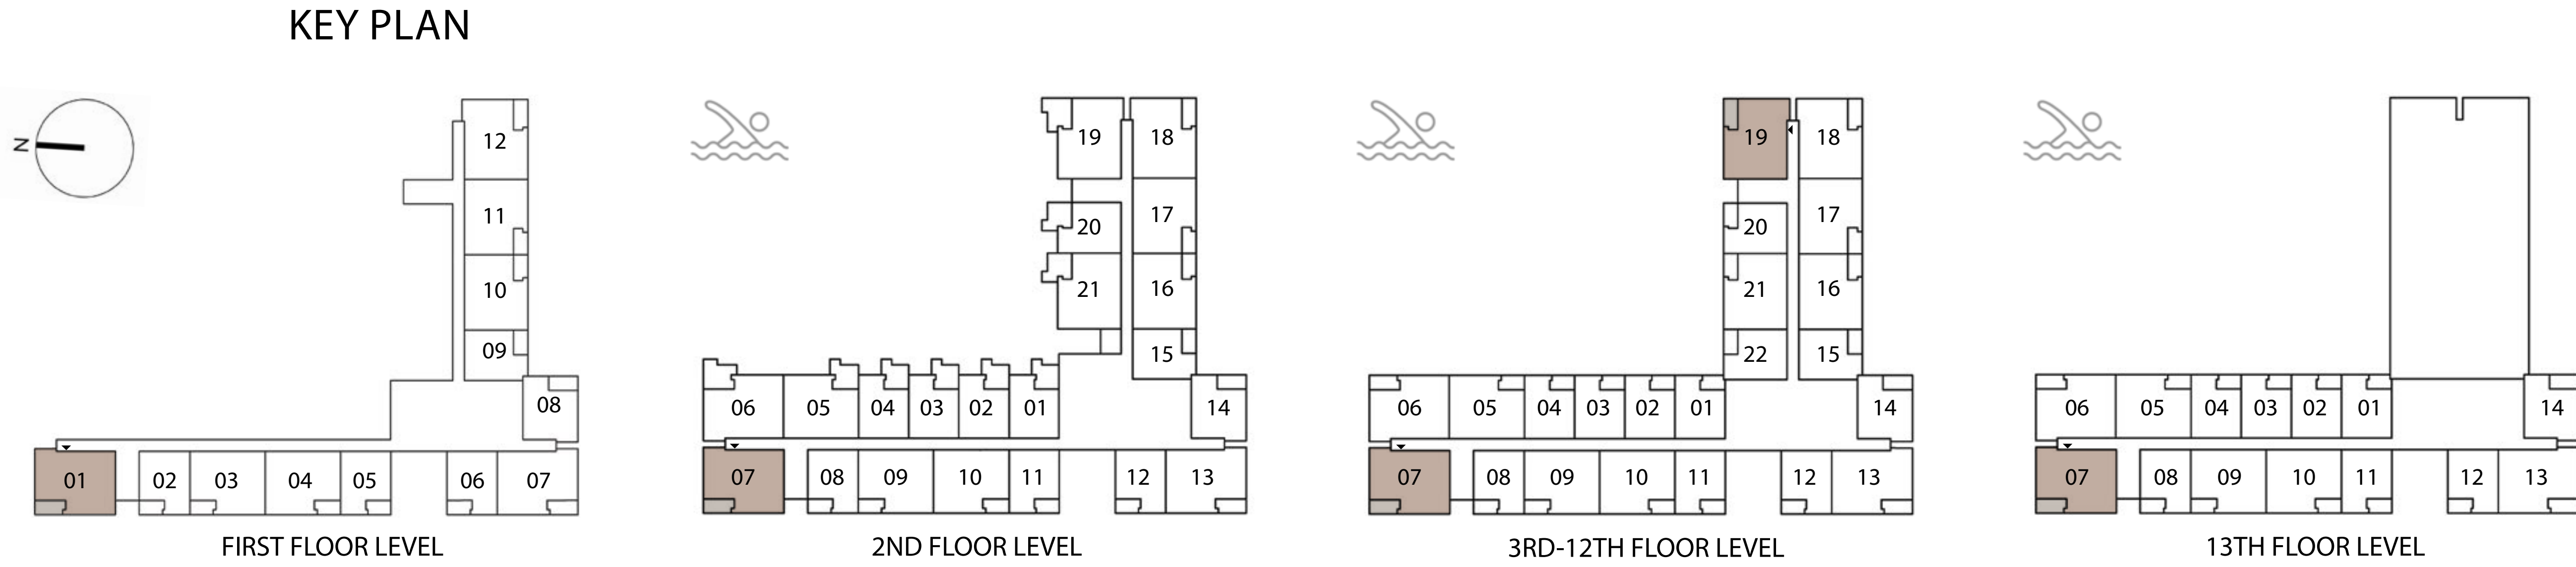 KEY PLAN
N
12
11
10
09
08
01 02 03 04 05 06 07
FIRST FLOOR LEVEL
19 18
17
20
16
21
15
06 05 04 03 02 01 14
07 08 09 10 11 12 13
2ND FLOOR LEVEL
19 18
17
20
16
21
22 15
06 05 04 03 02 01 14
07 08 09 10 11 12 13
3RD-12TH FLOOR LEVEL
06 05 04 03 02 01 14
07 08 09 10 11 12 13
13TH FLOOR LEVEL